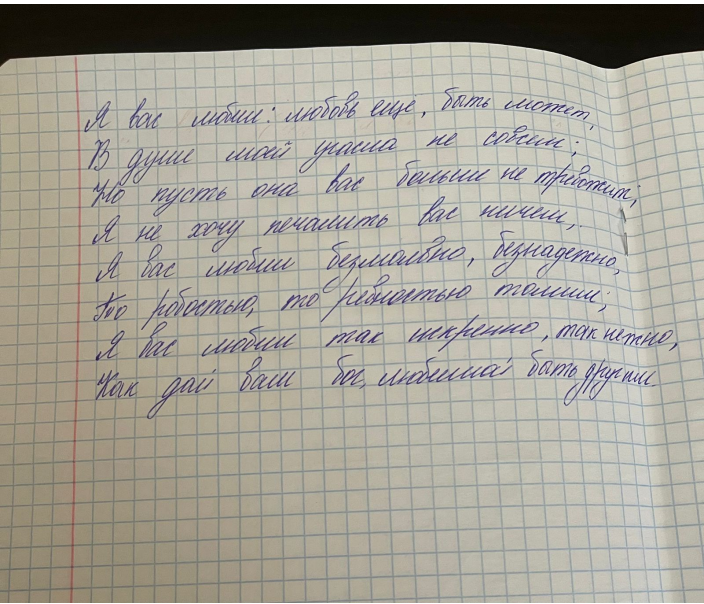 Я вас любил: любовь еще, быть может,
В душе моей угасла не совсем;
Но пусть она вас больше не тревожит;
Я не хочу печалить вас ничем.
Я вас любил безмолвно, безнадежно,
То робостью, то ревностью томим;
Я вас любил так искренно, так нежно,
Как дай вам бог, любимой быть другим